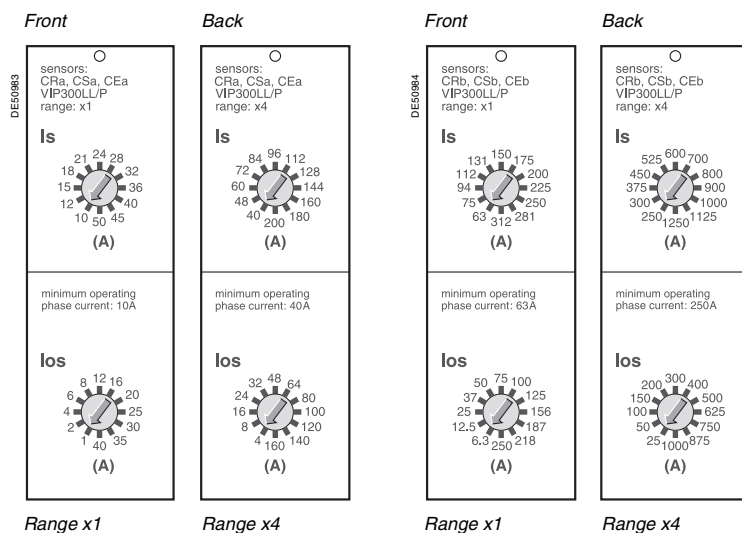 Front
DE50983
sensors:
CRa, CSa, CEa
VIP300LL/P
range: x1
Is
21 24 28
18 32
15 36
12 40
10 50 45
(A)
minimum operating
phase current: 10A
Ios
8 12 16
6 20
4 25
2 30
1 40 35
(A)
Range x1
Back
sensors:
CRa, CSa, CEa
VIP300LL/P
range: x4
Is
84 96 112
72 128
60 144
48 160
40 200 180
(A)
minimum operating
phase current: 40A
Ios
32 48 64
24 80
16 100
8 120
4 160 140
(A)
Range x4
Front
DE50984
sensors:
CRb, CSb, CEb
VIP300LL/P
range: x1
Is
131 150 175
112 200
94 225
75 250
63 312 281
(A)
minimum operating
phase current: 63A
Ios
50 75 100
37 125
25 156
12.5 187
6.3 250 218
(A)
Range x1
Back
sensors:
CRb, CSb, CEb
VIP300LL/P
range: x4
Is
525 600 700
450 800
375 900
300 1000
250 1250 1125
(A)
minimum operating
phase current: 250A
Ios
200 300 400
150 500
100 625
50 750
25 1000 875
(A)
Range x4